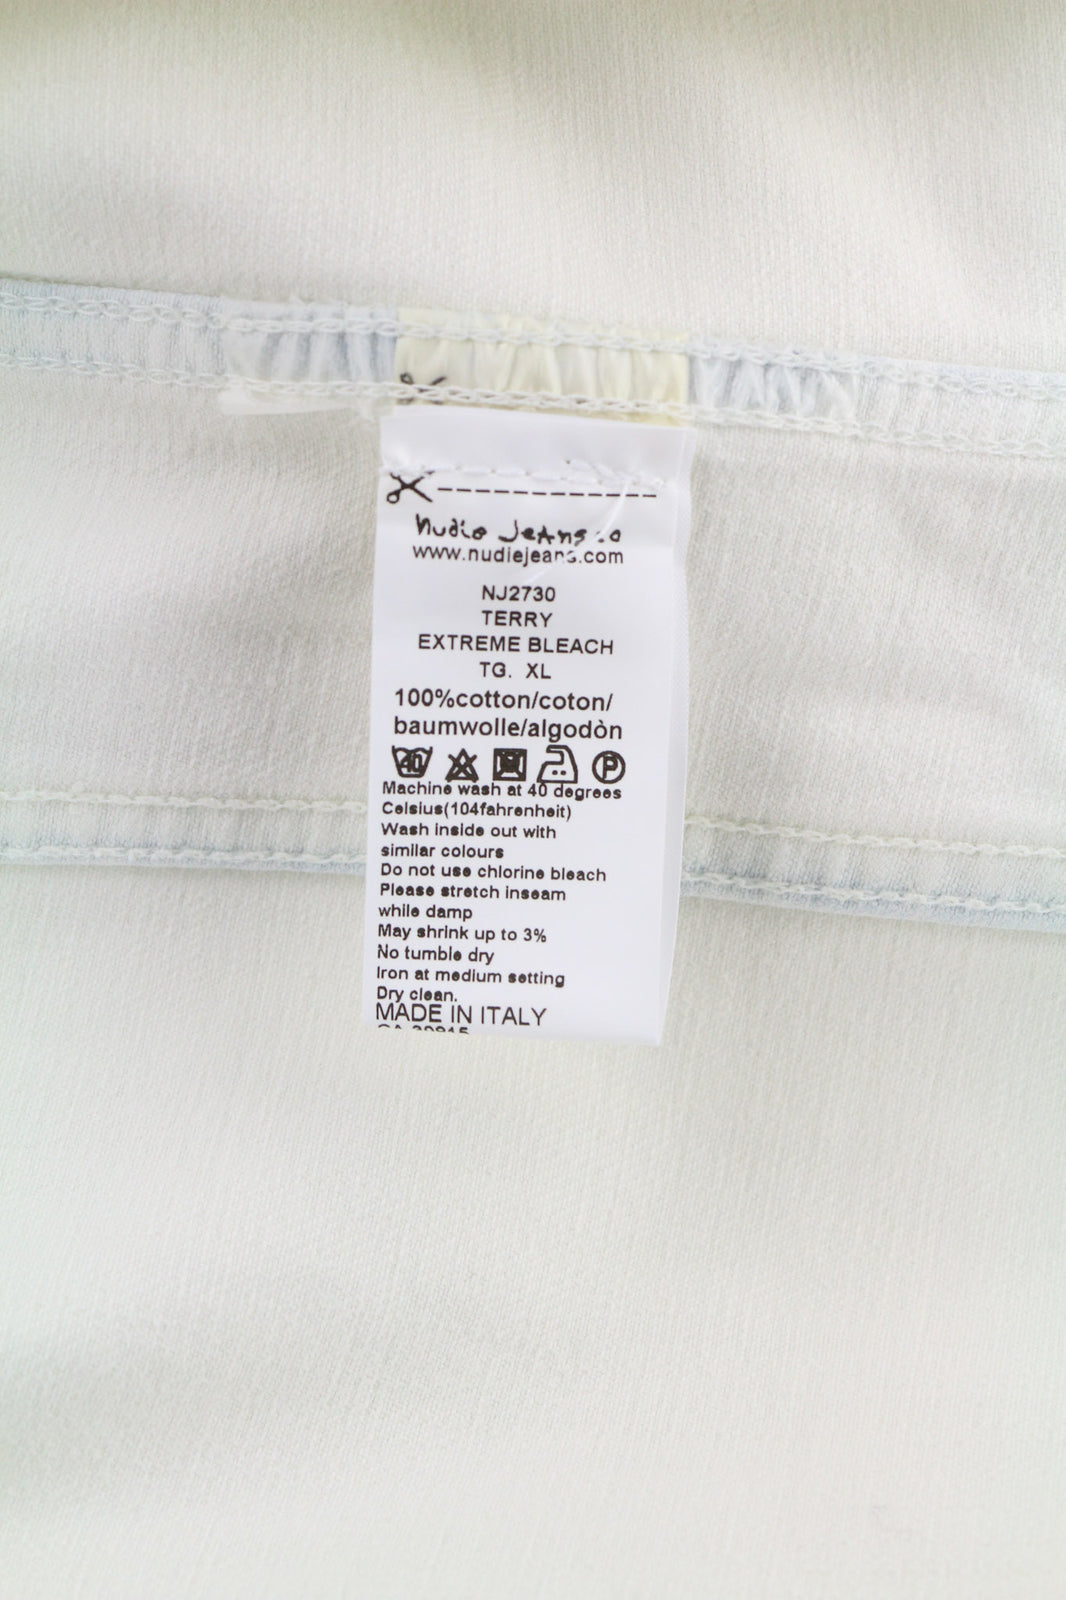 nudie Jeans co
www.nudiejeans.com
NJ2730
TERRY
EXTREME BLEACH
TG. XL
100%cotton/coton/
baumwolle/algodòn
40 P
Machine wash at 40 degrees
Celsius(104fahrenheit)
Wash inside out with
similar colours
Do not use chlorine bleach
Please stretch inseam
while damp
May shrink up to 3%
No tumble dry
Iron at medium setting
Dry clean.
MADE IN ITALY